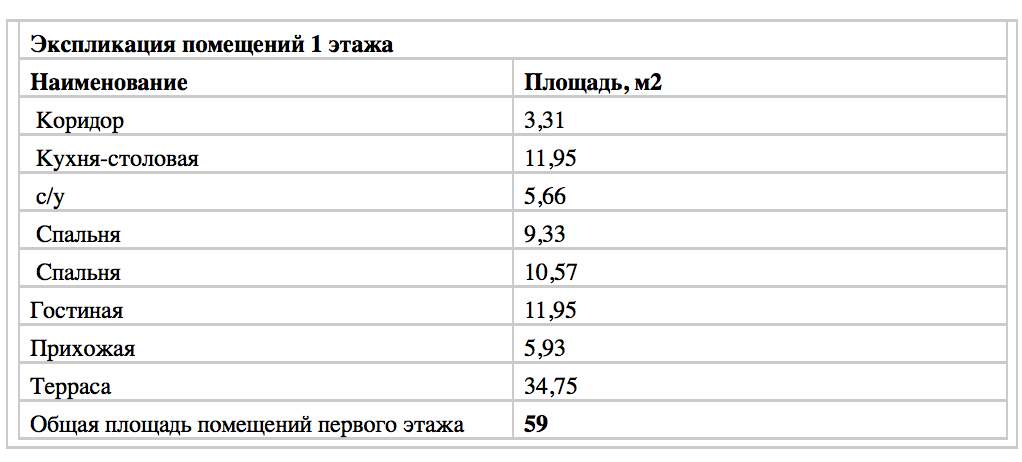 Экспликация помещений 1 этажа
Наименование Площадь, м2
Коридор 3,31
Кухня-столовая 11,95
с/у 5,66
Спальня 9,33
Спальня 10,57
Гостиная 11,95
Прихожая 5,93
Терраса 34,75
Общая площадь помещений первого этажа 59